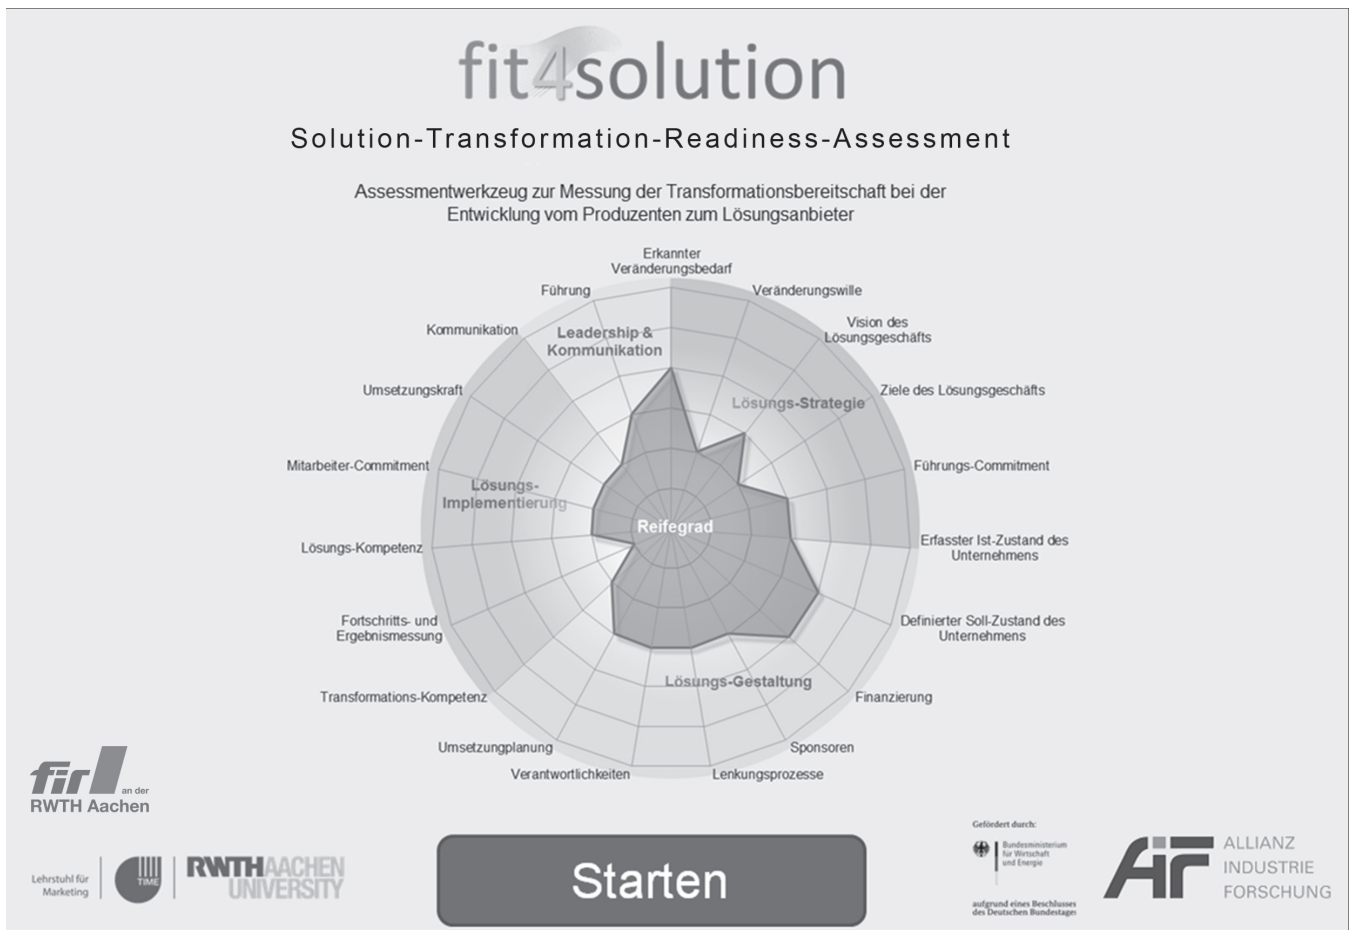 fit4solution
Solution-Transformation-Readiness-Assessment
Assessmentwerkzeug zur Messung der Transformationsbereitschaft bei der
Entwicklung vom Produzenten zum Lösungsanbieter
Erkannter
Veränderungsbedarf
Führung
Veränderungswille
Kommunikation
Vision des
Lösungsgeschäfts
Leadership &
Kommunikation
Umsetzungskraft
Ziele des Lösungsgeschäfts
Lösungs-Strategie
Mitarbeiter-Commitment
Führungs-Commitment
Lösungs-
Implementierung
Reifegrad
Lösungs-Kompetenz
Erfasster Ist-Zustand des
Unternehmens
Fortschritts- und
Ergebnismessung
Definierter Soll-Zustand des
Unternehmens
Lösungs-Gestaltung
Transformations-Kompetenz
Finanzierung
Umsetzungplanung
Sponsoren
Verantwortlichkeiten
Lenkungsprozesse
fir
an der
RWTH Aachen
Lehrstuhl für
Marketing
TIME
RWTHAACHEN
UNIVERSITY
Starten
Gefördert durch:
Bundesministerium
für Wirtschaft
und Energie
aufgrund eines Beschlusses
des Deutschen Bundestages
AiF
ALLIANZ
INDUSTRIE
FORSCHUNG